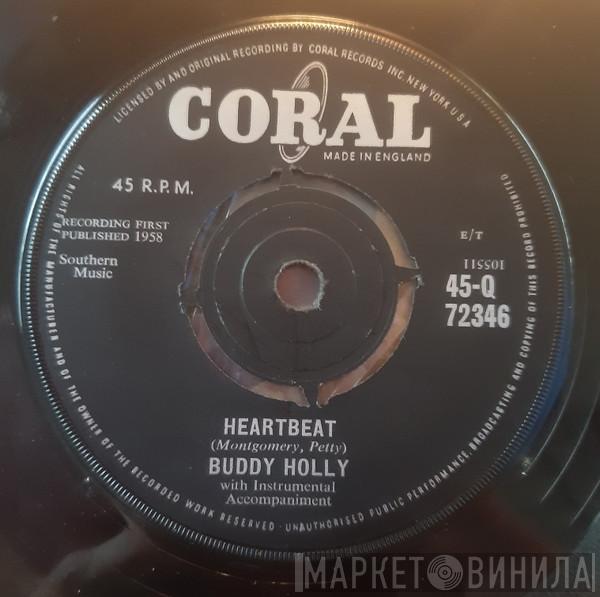 LICENSED BY AND ORIGINAL RECORDING BY CORAL RECORDS INC. NEW YORK U S A
CORAL
MADE IN ENGLAND
45 R.P.M.
RECORDING FIRST
PUBLISHED 1958
Southern
Music
E/T
115501
45-Q
72346
HEARTBEAT
(Montgomery, Petty)
BUDDY HOLLY
with Instrumental
Accompaniment
ALL RIGHTS OF THE MANUFACTURER AND OF THE OWNER OF THE RECORDED WORK RESERVED · UNAUTHORISED PUBLIC PERFORMANCE, BROADCASTING AND COPYING OF THIS RECORD PROHIBITED
МАРКЕТ ВИНИЛА